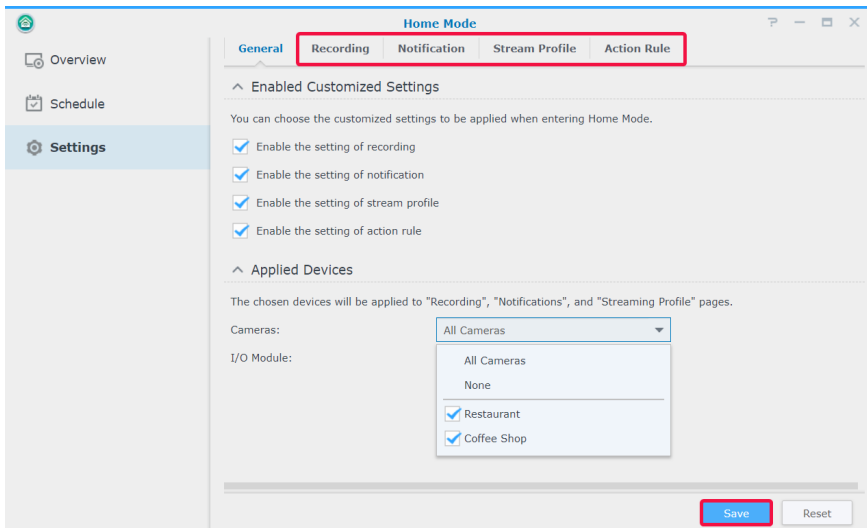 Home Mode
Overview
Schedule
Settings
General Recording Notification Stream Profile Action Rule
Enabled Customized Settings
You can choose the customized settings to be applied when entering Home Mode.
Enable the setting of recording
Enable the setting of notification
Enable the setting of stream profile
Enable the setting of action rule
Applied Devices
The chosen devices will be applied to "Recording", "Notifications", and "Streaming Profile" pages.
Cameras: All Cameras
I/O Module:
All Cameras
None
Restaurant
Coffee Shop
Save Reset